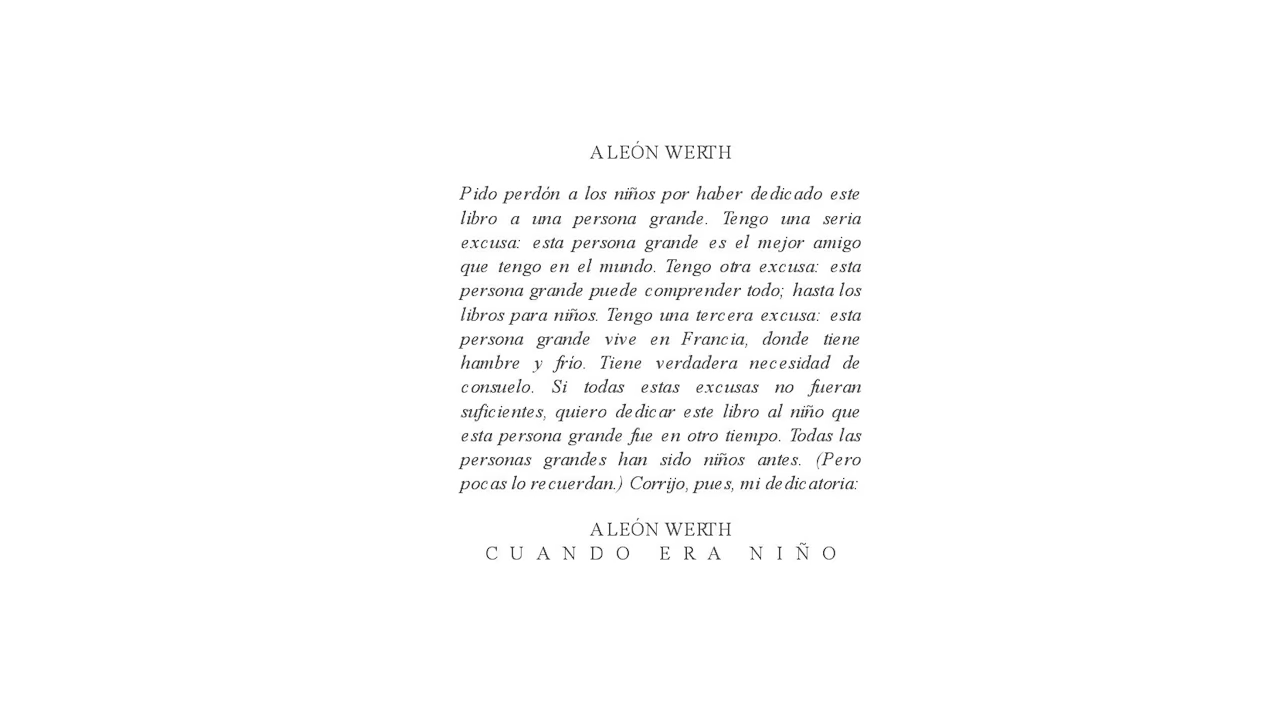 A LEÓN WERTH
Pido perdón a los niños por haber dedicado este
libro a una persona grande. Tengo una seria
excusa: esta persona grande es el mejor amigo
que tengo en el mundo. Tengo otra excusa: esta
persona grande puede comprender todo; hasta los
libros para niños. Tengo una tercera excusa: esta
persona grande vive en Francia, donde tiene
hambre y frío. Tiene verdadera necesidad de
consuelo. Si todas estas excusas no fueran
suficientes, quiero dedicar este libro al niño que
esta persona grande fue en otro tiempo. Todas las
personas grandes han sido niños antes. (Pero
pocas lo recuerdan.) Corrijo, pues, mi dedicatoria:
A LEÓN WERTH
CUANDO ERA NIÑO